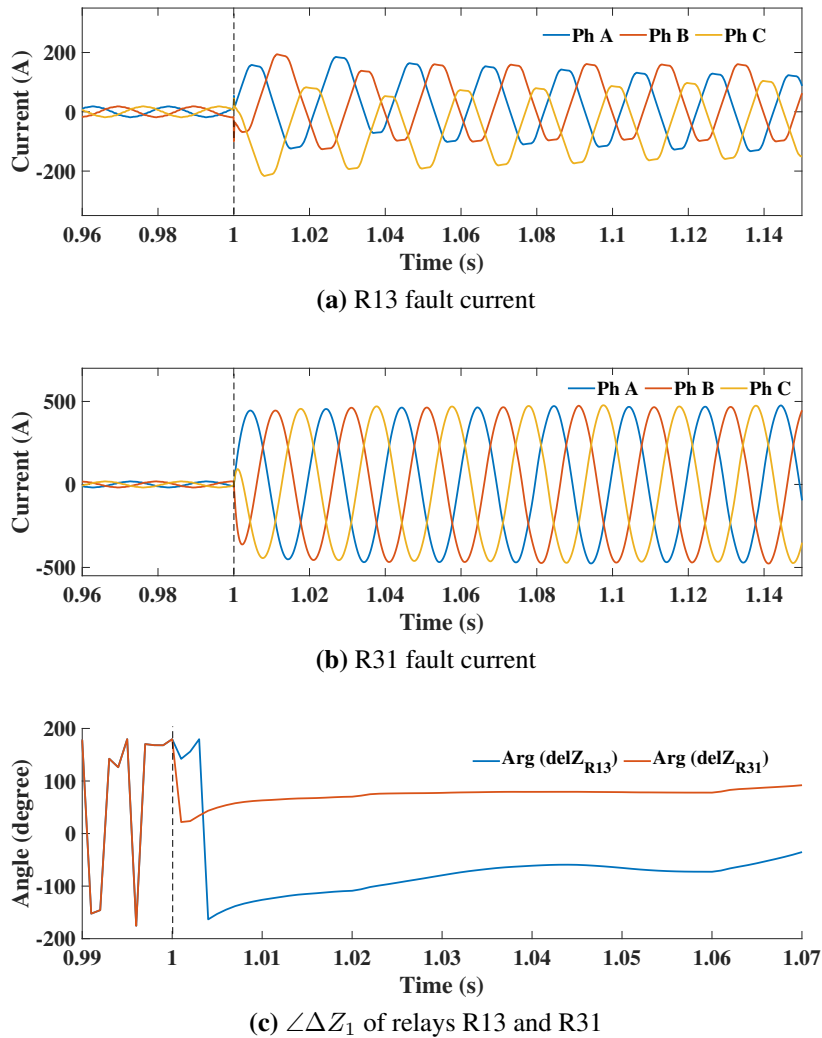 Ph A Ph B Ph C
Current (A)
200
0
-200
0.96 0.98 1 1.02 1.04 1.06 1.08 1.1 1.12 1.14
Time (s)
(a) R13 fault current
Ph A Ph B Ph C
Current (A)
500
0
-500
0.96 0.98 1 1.02 1.04 1.06 1.08 1.1 1.12 1.14
Time (s)
(b) R31 fault current
Arg (delZ_R13) Arg (delZ_R31)
Angle (degree)
200
100
0
-100
-200
0.99 1 1.01 1.02 1.03 1.04 1.05 1.06 1.07
Time (s)
(c) ∠ΔZ₁ of relays R13 and R31